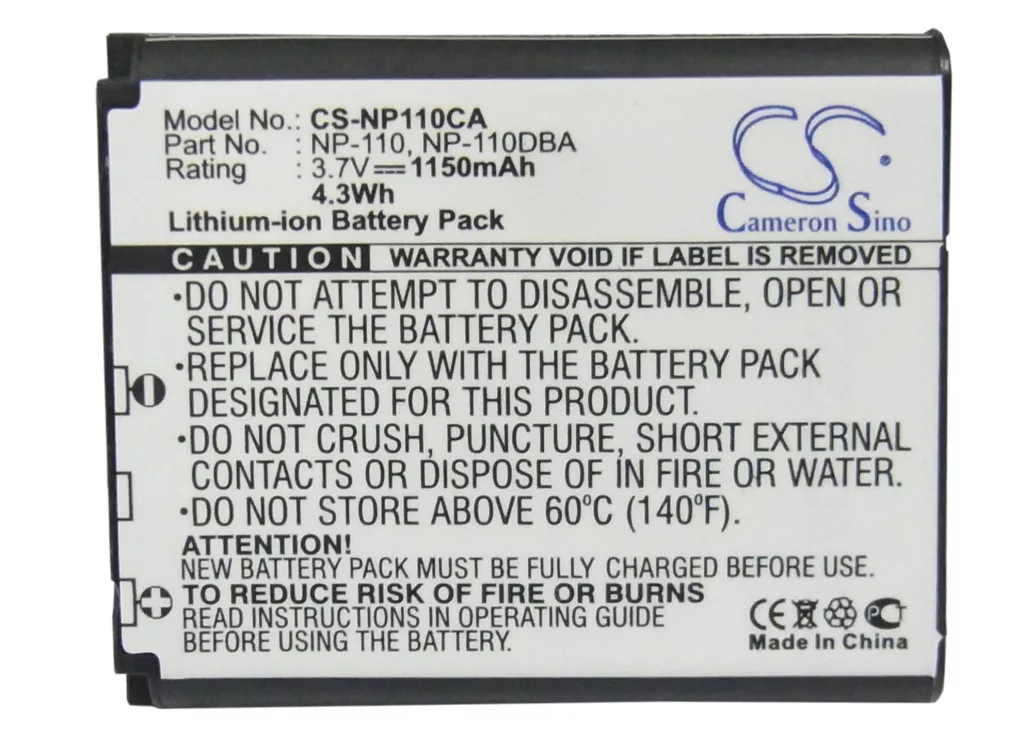 Model No.: CS-NP110CA
Part No. : NP-110, NP-110DBA
Rating : 3.7V⎓1150mAh
4.3Wh
Lithium-ion Battery Pack
CS
Cameron Sino
CAUTION WARRANTY VOID IF LABEL IS REMOVED
•DO NOT ATTEMPT TO DISASSEMBLE, OPEN OR
SERVICE THE BATTERY PACK.
•REPLACE ONLY WITH THE BATTERY PACK
DESIGNATED FOR THIS PRODUCT.
•DO NOT CRUSH, PUNCTURE, SHORT EXTERNAL
CONTACTS OR DISPOSE OF IN FIRE OR WATER.
•DO NOT STORE ABOVE 60°C (140°F).
ATTENTION!
NEW BATTERY PACK MUST BE FULLY CHARGED BEFORE USE.
TO REDUCE RISK OF FIRE OR BURNS
READ INSTRUCTIONS IN OPERATING GUIDE
BEFORE USING THE BATTERY.
CE
Made In China